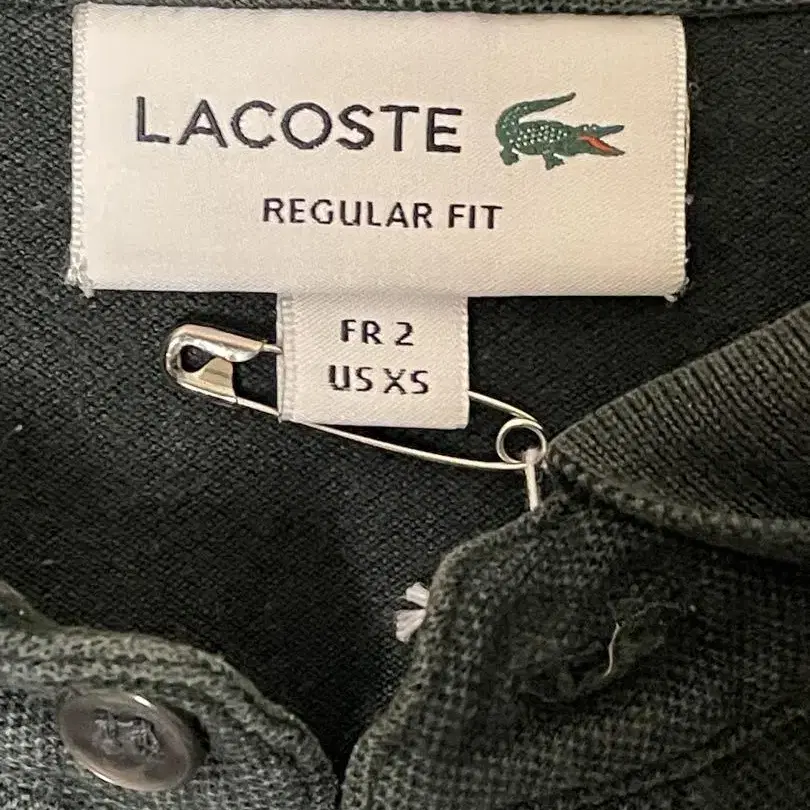 LACOSTE
REGULAR FIT
FR 2
US XS